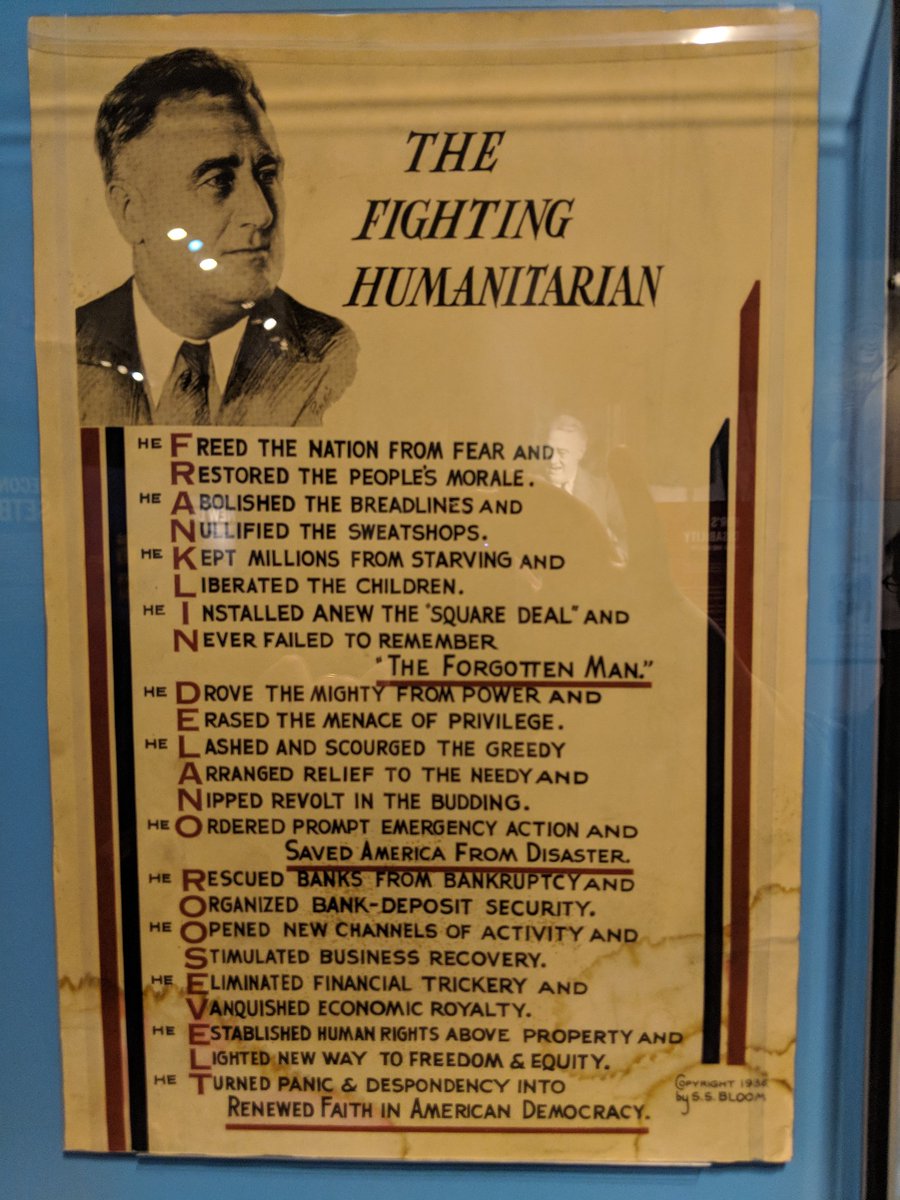 THE
FIGHTING
HUMANITARIAN
HE FREED THE NATION FROM FEAR AND
RESTORED THE PEOPLE'S MORALE.
HE ABOLISHED THE BREADLINES AND
NULLIFIED THE SWEATSHOPS.
HE KEPT MILLIONS FROM STARVING AND
LIBERATED THE CHILDREN.
HE INSTALLED ANEW THE "SQUARE DEAL" AND
NEVER FAILED TO REMEMBER
"THE FORGOTTEN MAN."
HE DROVE THE MIGHTY FROM POWER AND
ERASED THE MENACE OF PRIVILEGE.
HE LASHED AND SCOURGED THE GREEDY
ARRANGED RELIEF TO THE NEEDY AND
NIPPED REVOLT IN THE BUDDING.
HE ORDERED PROMPT EMERGENCY ACTION AND
SAVED AMERICA FROM DISASTER.
HE RESCUED BANKS FROM BANKRUPTCY AND
ORGANIZED BANK-DEPOSIT SECURITY.
HE OPENED NEW CHANNELS OF ACTIVITY AND
STIMULATED BUSINESS RECOVERY.
HE ELIMINATED FINANCIAL TRICKERY AND
VANQUISHED ECONOMIC ROYALTY.
HE ESTABLISHED HUMAN RIGHTS ABOVE PROPERTY AND
LIGHTED NEW WAY TO FREEDOM & EQUITY.
HE TURNED PANIC & DESPONDENCY INTO
RENEWED FAITH IN AMERICAN DEMOCRACY.
COPYRIGHT 1936
by S.S. BLOOM